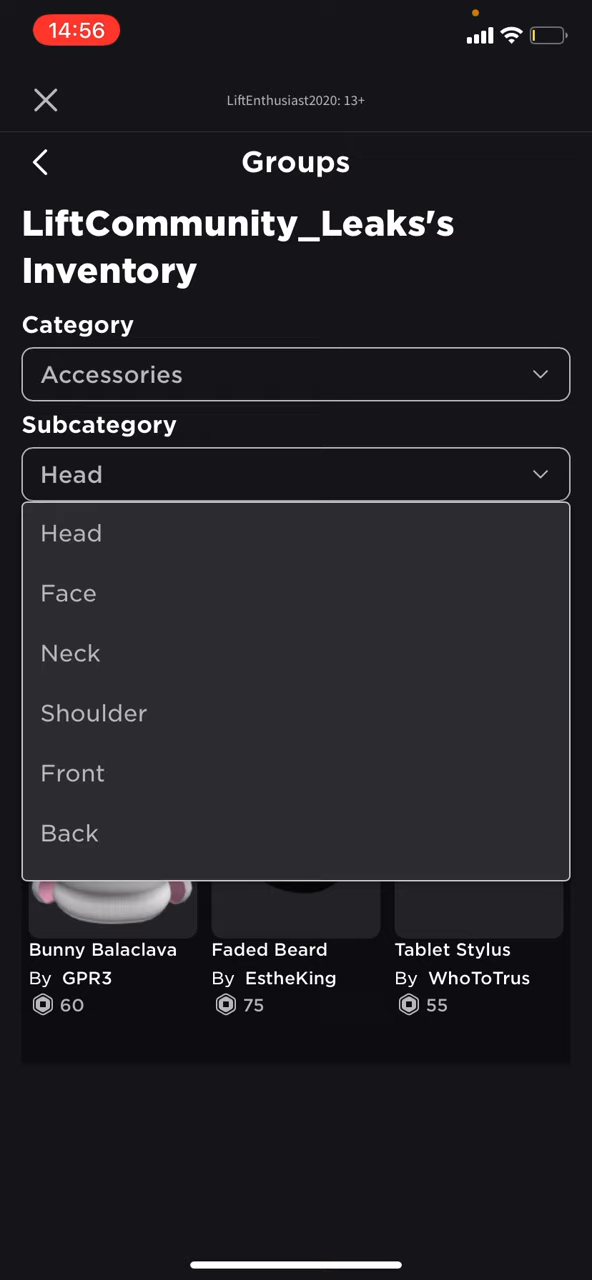 14:56
LiftEnthusiast2020: 13+
Groups
LiftCommunity_Leaks's
Inventory
Category
Accessories
Subcategory
Head
Head
Face
Neck
Shoulder
Front
Back
Bunny Balaclava
By GPR3
60
Faded Beard
By EstheKing
75
Tablet Stylus
By WhoToTrus
55